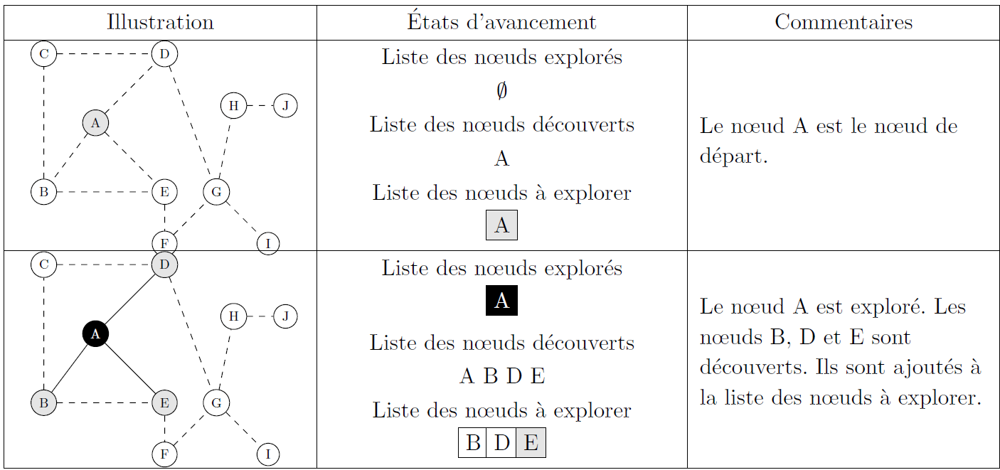 Illustration
États d'avancement
Commentaires
C
D
H
J
A
B
E
G
F
I
Liste des nœuds explorés
∅
Liste des nœuds découverts
A
Liste des nœuds à explorer
A
Le nœud A est le nœud de
départ.
C
D
H
J
A
B
E
G
F
I
Liste des nœuds explorés
A
Liste des nœuds découverts
A B D E
Liste des nœuds à explorer
B D E
Le nœud A est exploré. Les
nœuds B, D et E sont
découverts. Ils sont ajoutés à
la liste des nœuds à explorer.